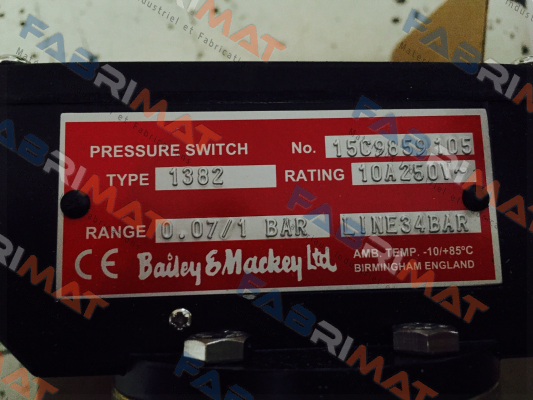 PRESSURE SWITCH No. 15C9859105
TYPE 1382 RATING 10A250V~
RANGE 0.07/1 BAR LINE34BAR
CE Bailey & Mackey Ltd. AMB. TEMP. -10/+85°C
BIRMINGHAM ENGLAND
FABRIMAT